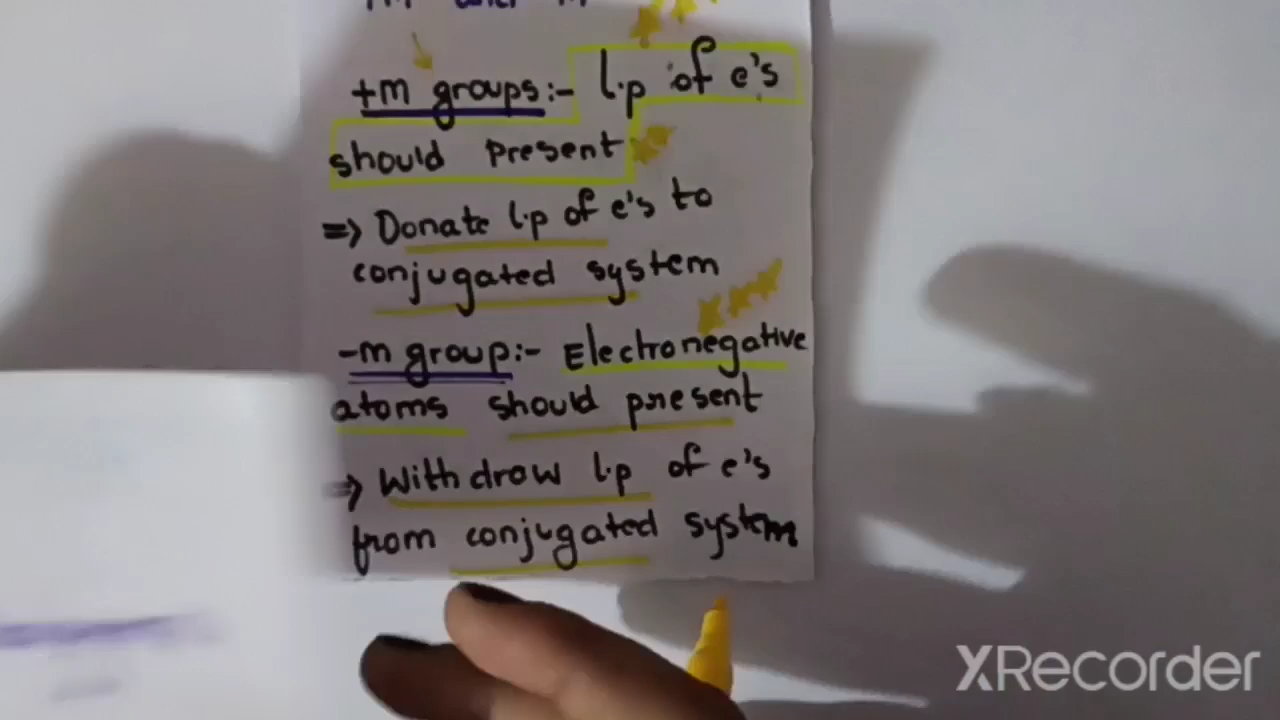 +m groups:- l.p of e's
should present
=> Donate l.p of e's to
conjugated system
-m group:- Electronegative
atoms should present
=> Withdrow l.p of e's
from conjugated system
XRecorder